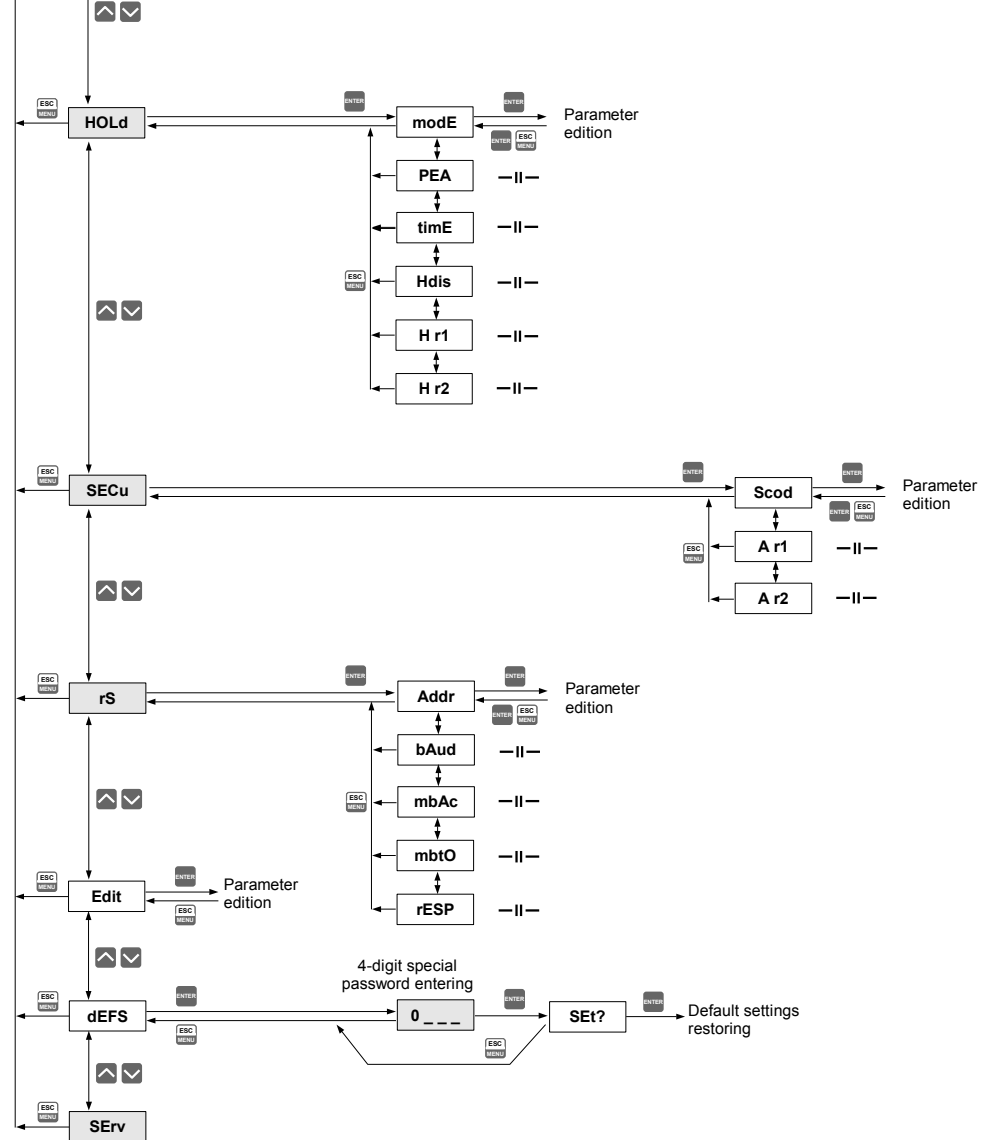 ESC
MENU
HOLd
ENTER
modE
ENTER
ENTER
ESC
MENU
Parameter
edition
PEA
—II—
timE
—II—
ESC
MENU
Hdis
—II—
H r1
—II—
H r2
—II—
ESC
MENU
SECu
ENTER
Scod
ENTER
ENTER
ESC
MENU
Parameter
edition
ESC
MENU
A r1
—II—
A r2
—II—
ESC
MENU
rS
ENTER
Addr
ENTER
ENTER
ESC
MENU
Parameter
edition
bAud
—II—
ESC
MENU
mbAc
—II—
mbtO
—II—
rESP
—II—
ESC
MENU
Edit
ENTER
ESC
MENU
Parameter
edition
4-digit special
password entering
ESC
MENU
dEFS
ENTER
ESC
MENU
0 _ _ _
ENTER
SEt?
ENTER
Default settings
restoring
ESC
MENU
ESC
MENU
SErv